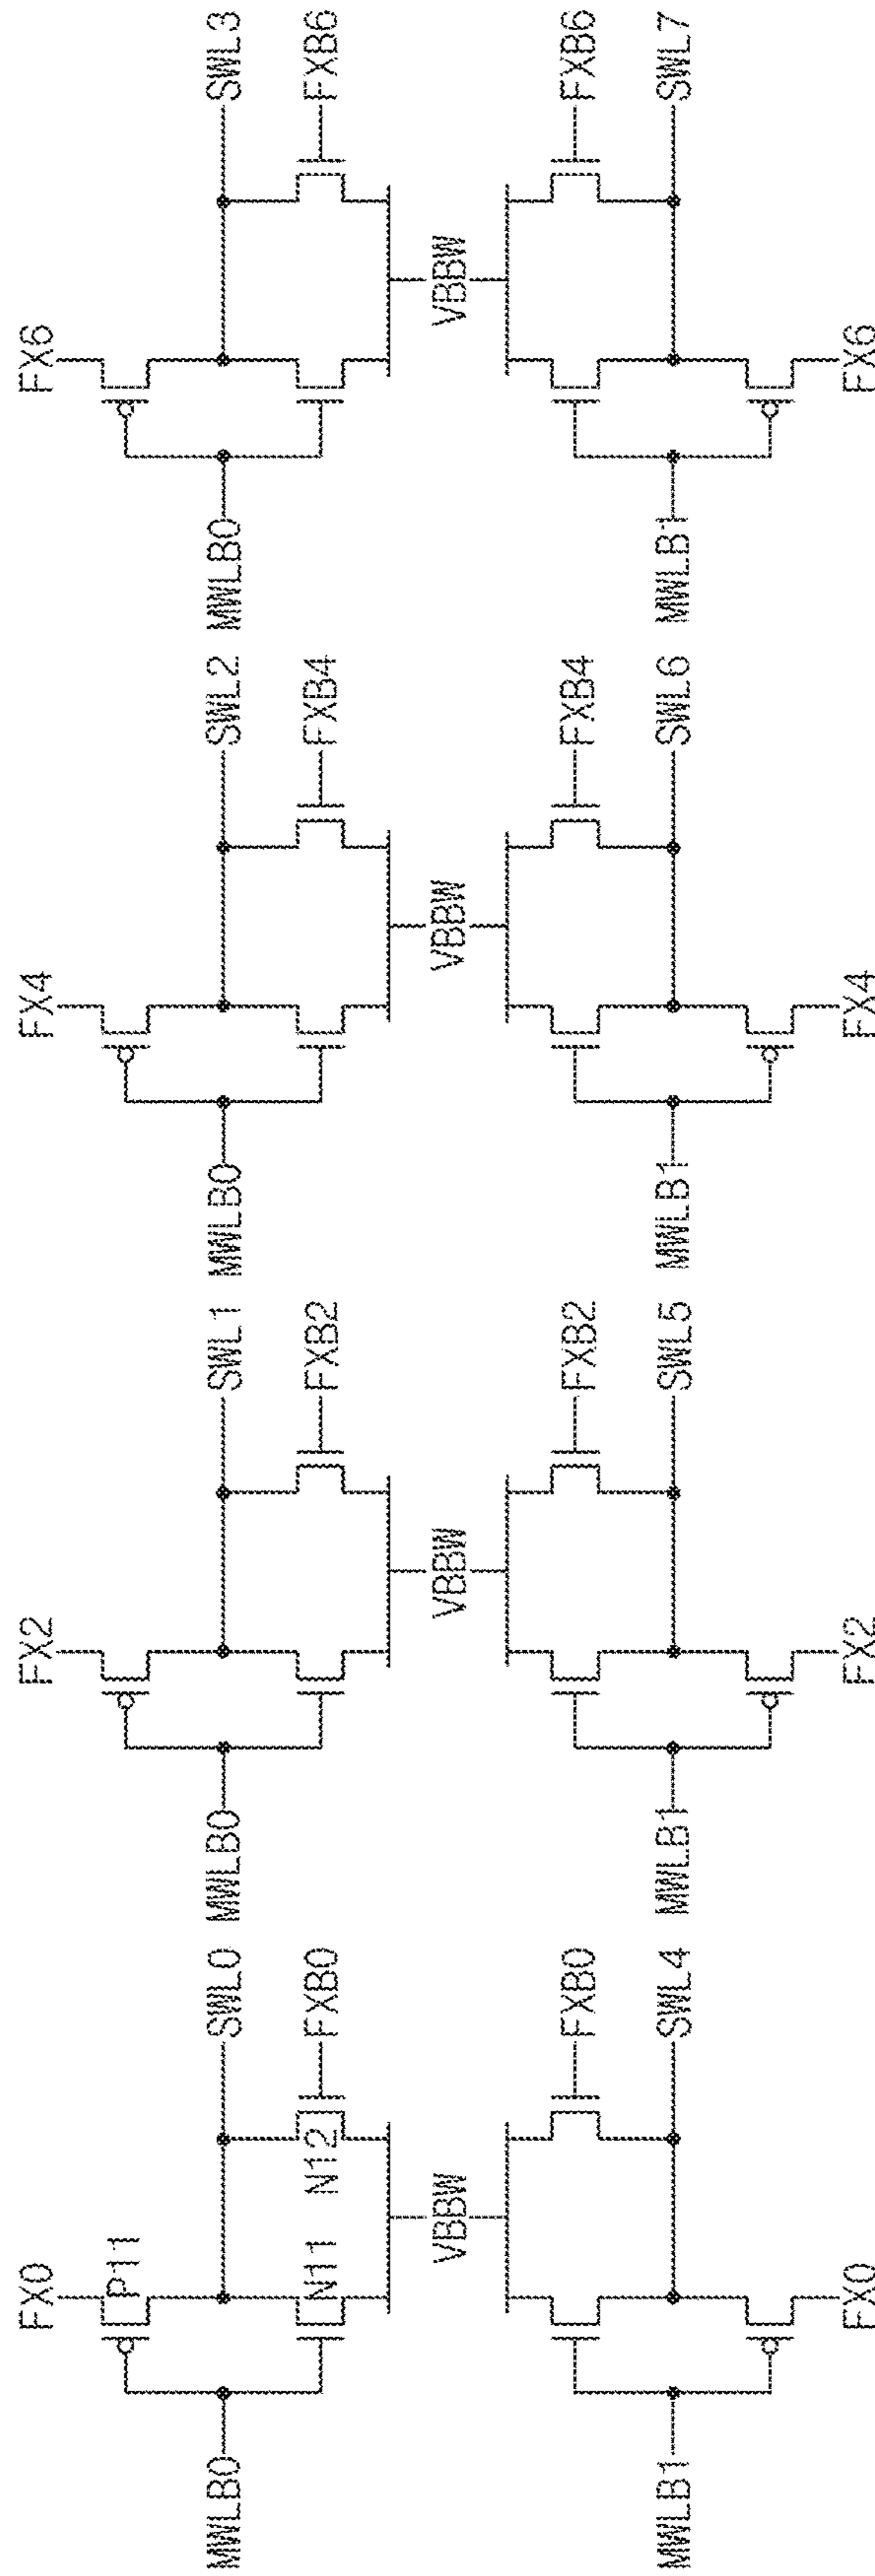 FX0 FX2 FX4 FX6
P11
MWLB0 SWL0 MWLB0 SWL1 MWLB0 SWL2 MWLB0 SWL3
N11 N12 FXB0 FXB2 FXB4 FXB6
VBBW VBBW VBBW VBBW
FXB0 FXB2 FXB4 FXB6
MWLB1 SWL4 MWLB1 SWL5 MWLB1 SWL6 MWLB1 SWL7
FX0 FX2 FX4 FX6